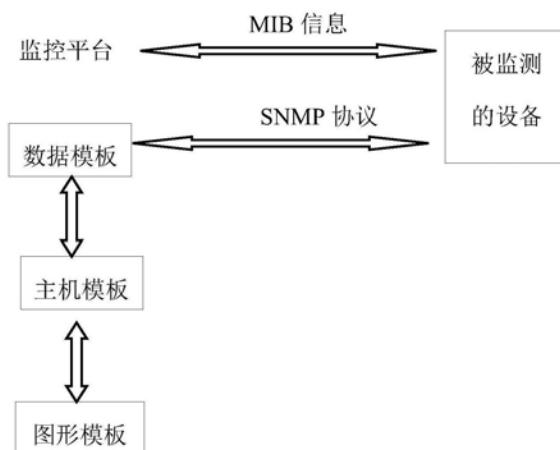 MIB 信息
监控平台
被监测
的设备
SNMP 协议
数据模板
主机模板
图形模板